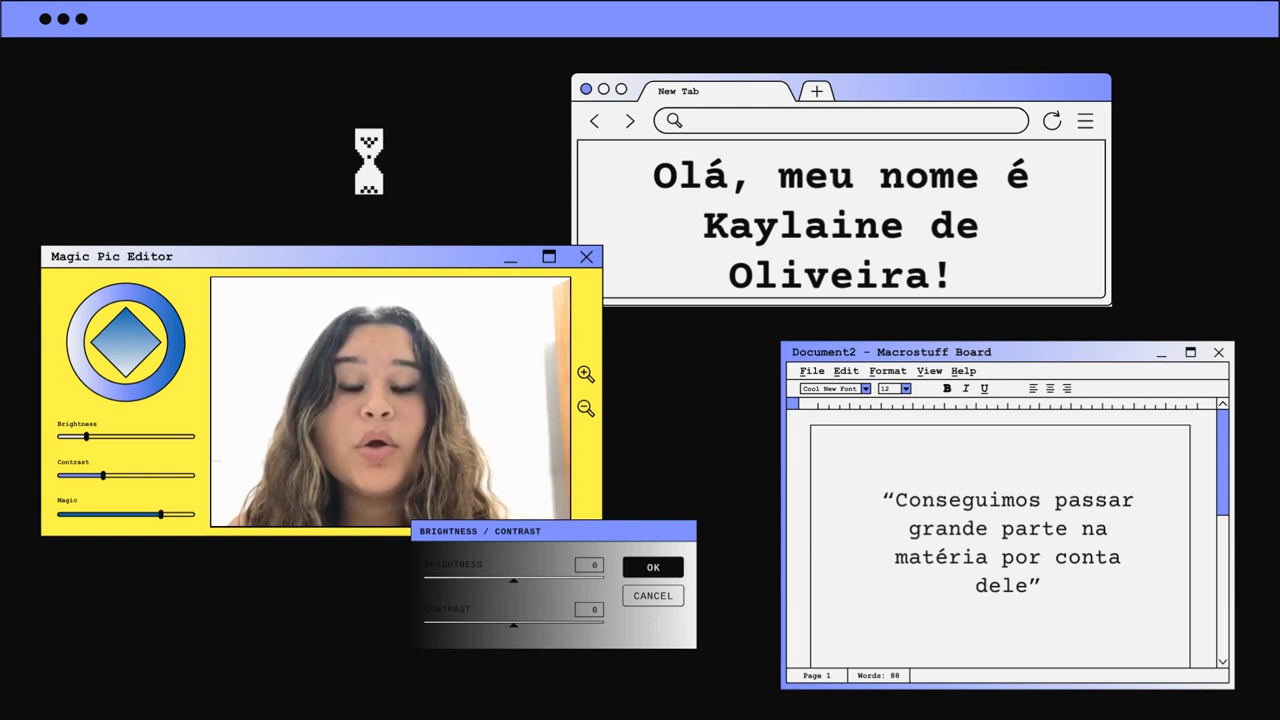 New Tab
Olá, meu nome é
Kaylaine de
Oliveira!
Magic Pic Editor
Brightness
Contrast
Magic
BRIGHTNESS / CONTRAST
BRIGHTNESS 0
OK
CANCEL
CONTRAST 0
Document2 - Macrostuff Board
File Edit Format View Help
Cool New Font 12 B I U
“Conseguimos passar
grande parte na
matéria por conta
dele”
Page 1 Words: 88